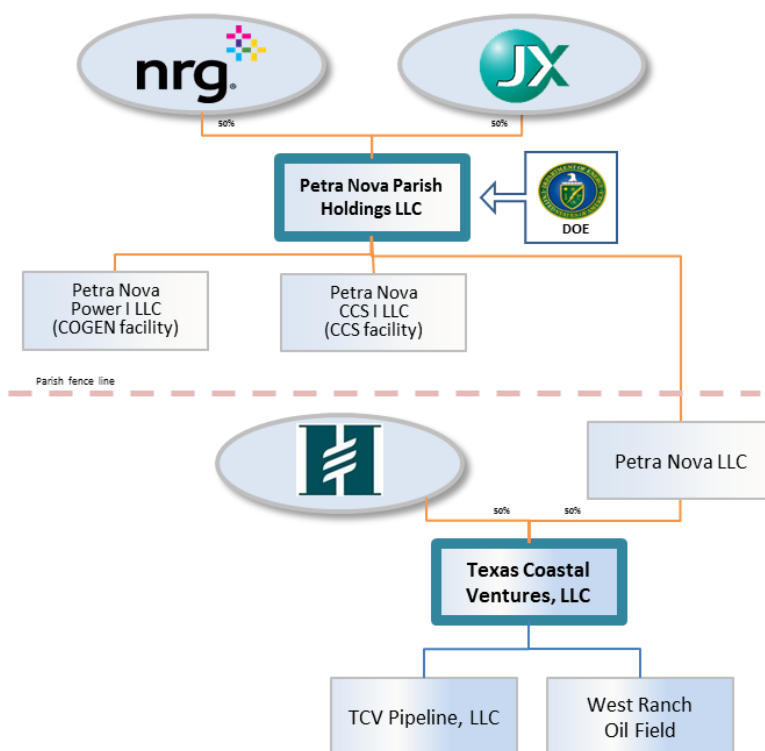 nrg.
JX
50%
50%
Petra Nova Parish
Holdings LLC
DOE
Petra Nova
Power I LLC
(COGEN facility)
Petra Nova
CCS I LLC
(CCS facility)
Parish fence line
H
Petra Nova LLC
50%
50%
Texas Coastal
Ventures, LLC
TCV Pipeline, LLC
West Ranch
Oil Field